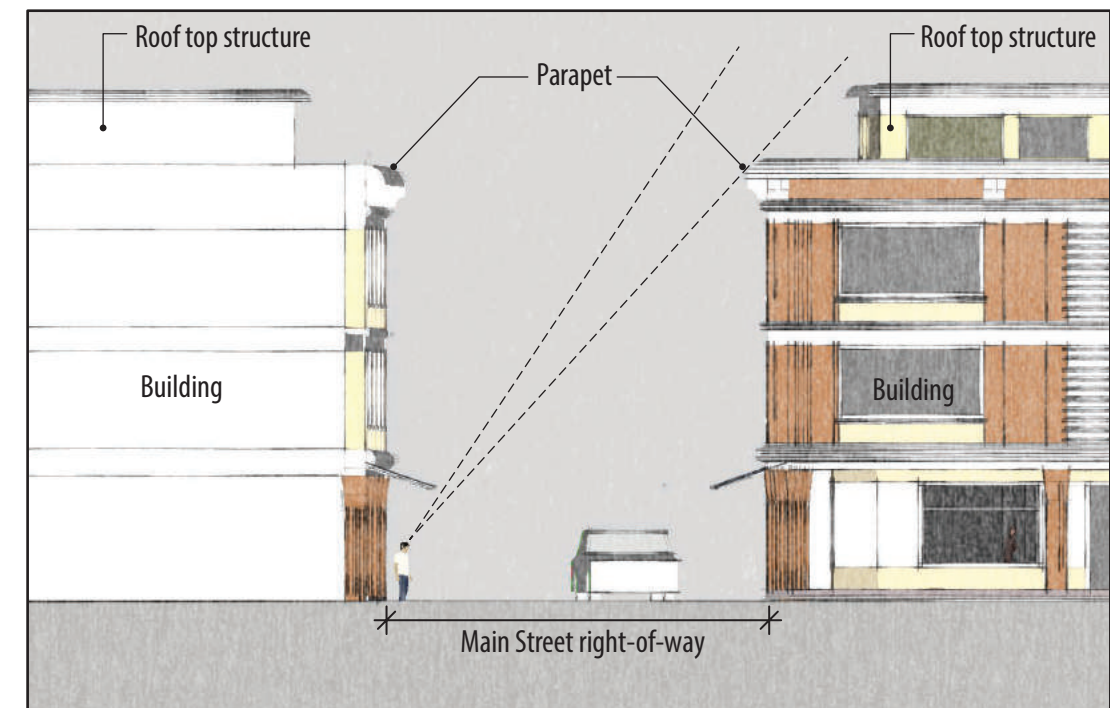 Roof top structure
Parapet
Roof top structure
Building
Building
Main Street right-of-way